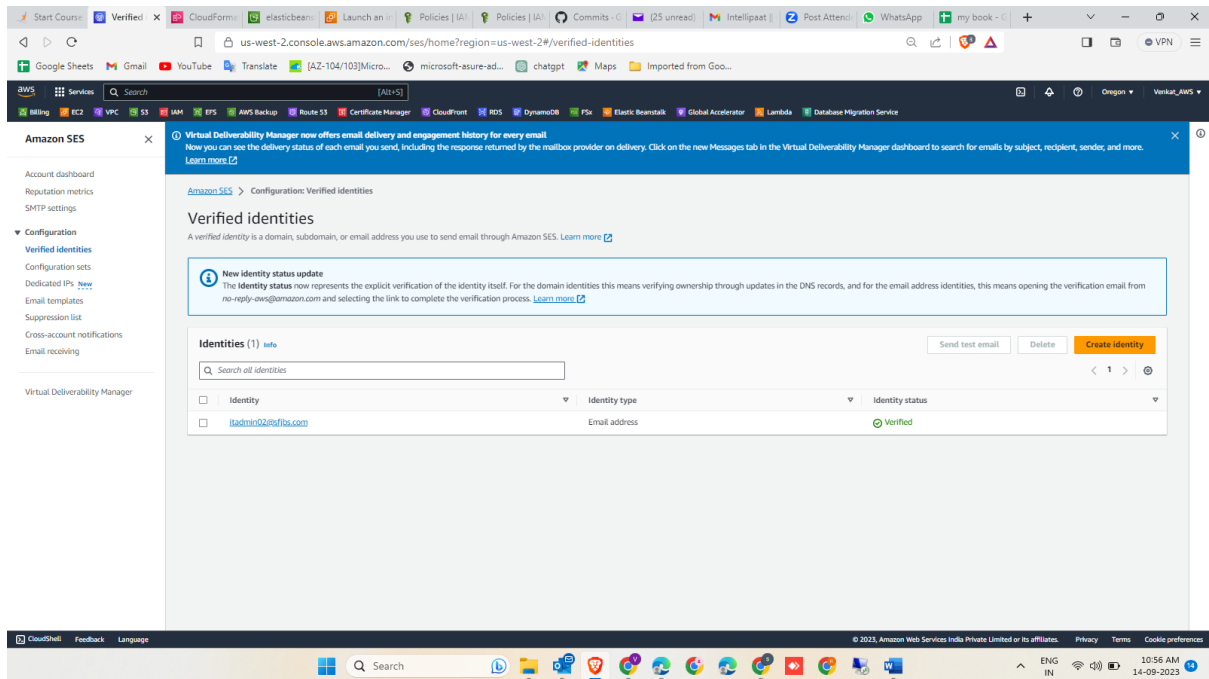 Start Course
Verified
CloudForma
elasticbean
Launch an in
Policies | IAM
Policies | IAM
Commits - G
(25 unread)
Intellipaat |
Post Attend
WhatsApp
my book - G
us-west-2.console.aws.amazon.com/ses/home?region=us-west-2#/verified-identities
VPN
Google Sheets Gmail YouTube Translate [AZ-104/103]Micro... microsoft-asure-ad... chatgpt Maps Imported from Goo...
aws Services Search [Alt+S] Oregon ▼ Venkat_AWS ▼
Billing EC2 VPC S3 IAM EFS AWS Backup Route 53 Certificate Manager CloudFront RDS DynamoDB FSx Elastic Beanstalk Global Accelerator Lambda Database Migration Service
Amazon SES
Account dashboard
Reputation metrics
SMTP settings
Configuration
Verified identities
Configuration sets
Dedicated IPs New
Email templates
Suppression list
Cross-account notifications
Email receiving
Virtual Deliverability Manager
Virtual Deliverability Manager now offers email delivery and engagement history for every email
Now you can see the delivery status of each email you send, including the response returned by the mailbox provider on delivery. Click on the new Messages tab in the Virtual Deliverability Manager dashboard to search for emails by subject, recipient, sender, and more.
Learn more
Amazon SES > Configuration: Verified identities
Verified identities
A verified identity is a domain, subdomain, or email address you use to send email through Amazon SES. Learn more
New identity status update
The Identity status now represents the explicit verification of the identity itself. For the domain identities this means verifying ownership through updates in the DNS records, and for the email address identities, this means opening the verification email from
no-reply-aws@amazon.com and selecting the link to complete the verification process. Learn more
Identities (1) Info
Send test email Delete Create identity
Search all identities
< 1 >
Identity Identity type Identity status
itadmin02@sfjbs.com Email address Verified
CloudShell Feedback Language
© 2023, Amazon Web Services India Private Limited or its affiliates. Privacy Terms Cookie preferences
Search
ENG
IN
10:56 AM
14-09-2023
14